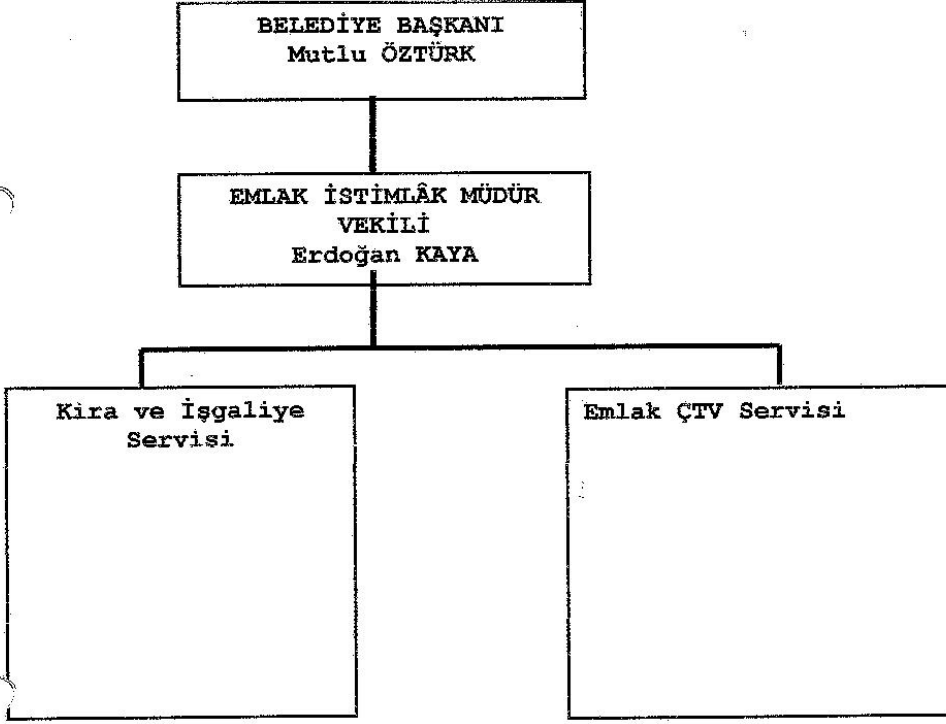 BELEDİYE BAŞKANI
Mutlu ÖZTÜRK
EMLAK İSTİMLÂK MÜDÜR
VEKİLİ
Erdoğan KAYA
Kira ve İşgaliye
Servisi
Emlak ÇTV Servisi